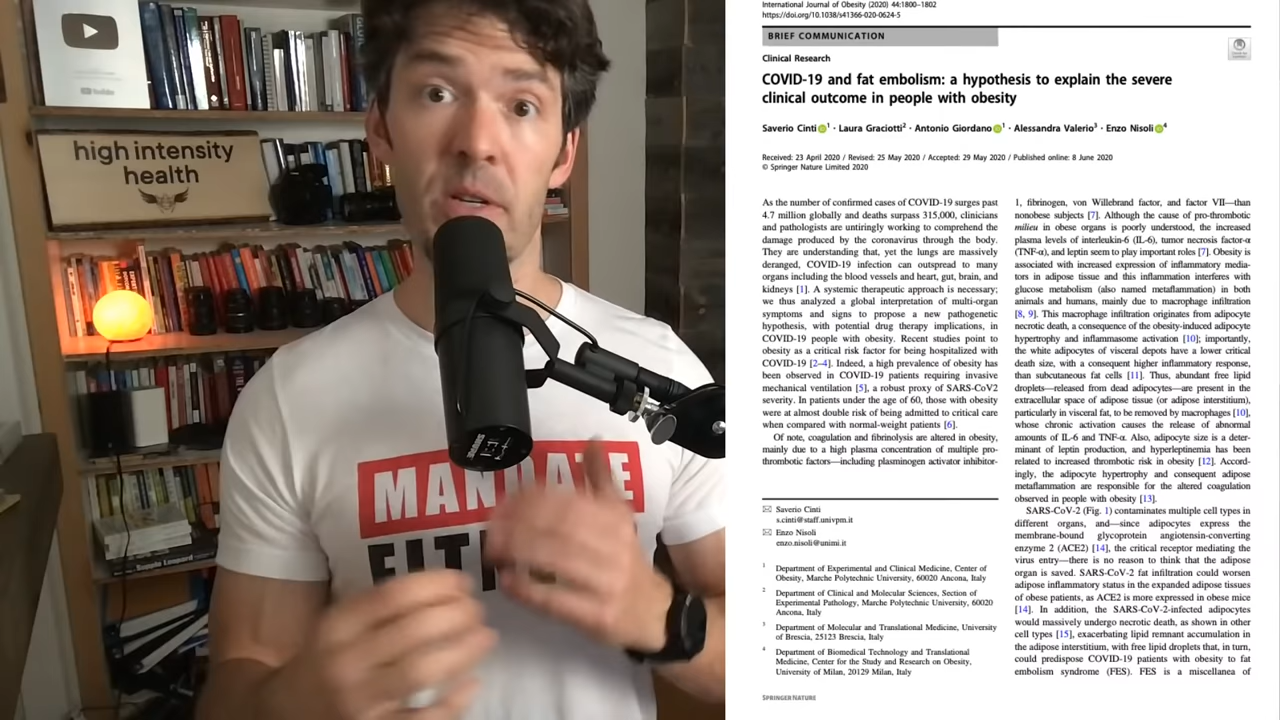 high intensity
health
MANDATE
International Journal of Obesity (2020) 44:1800–1802
https://doi.org/10.1038/s41366-020-0624-5
BRIEF COMMUNICATION
Clinical Research
COVID-19 and fat embolism: a hypothesis to explain the severe
clinical outcome in people with obesity
Saverio Cinti 1 · Laura Graciotti2 · Antonio Giordano 1 · Alessandra Valerio3 · Enzo Nisoli 4
Received: 23 April 2020 / Revised: 25 May 2020 / Accepted: 29 May 2020 / Published online: 8 June 2020
© Springer Nature Limited 2020
As the number of confirmed cases of COVID-19 surges past
4.7 million globally and deaths surpass 315,000, clinicians
and pathologists are untiringly working to comprehend the
damage produced by the coronavirus through the body.
They are understanding that, yet the lungs are massively
deranged, COVID-19 infection can outspread to many
organs including the blood vessels and heart, gut, brain, and
kidneys [1]. A systemic therapeutic approach is necessary;
we thus analyzed a global interpretation of multi-organ
symptoms and signs to propose a new pathogenetic
hypothesis, with potential drug therapy implications, in
COVID-19 people with obesity. Recent studies point to
obesity as a critical risk factor for being hospitalized with
COVID-19 [2–4]. Indeed, a high prevalence of obesity has
been observed in COVID-19 patients requiring invasive
mechanical ventilation [5], a robust proxy of SARS-CoV2
severity. In patients under the age of 60, those with obesity
were at almost double risk of being admitted to critical care
when compared with normal-weight patients [6].
Of note, coagulation and fibrinolysis are altered in obesity,
mainly due to a high plasma concentration of multiple pro-
thrombotic factors—including plasminogen activator inhibitor-
Saverio Cinti
s.cinti@staff.univpm.it
Enzo Nisoli
enzo.nisoli@unimi.it
1 Department of Experimental and Clinical Medicine, Center of
Obesity, Marche Polytechnic University, 60020 Ancona, Italy
2 Department of Clinical and Molecular Sciences, Section of
Experimental Pathology, Marche Polytechnic University, 60020
Ancona, Italy
3 Department of Molecular and Translational Medicine, University
of Brescia, 25123 Brescia, Italy
4 Department of Biomedical Technology and Translational
Medicine, Center for the Study and Research on Obesity,
University of Milan, 20129 Milan, Italy
SPRINGER NATURE
1, fibrinogen, von Willebrand factor, and factor VII—than
nonobese subjects [7]. Although the cause of pro-thrombotic
milieu in obese organs is poorly understood, the increased
plasma levels of interleukin-6 (IL-6), tumor necrosis factor-α
(TNF-α), and leptin seem to play important roles [7]. Obesity is
associated with increased expression of inflammatory media-
tors in adipose tissue and this inflammation interferes with
glucose metabolism (also named metaflammation) in both
animals and humans, mainly due to macrophage infiltration
[8, 9]. This macrophage infiltration originates from adipocyte
necrotic death, a consequence of the obesity-induced adipocyte
hypertrophy and inflammasome activation [10]; importantly,
the white adipocytes of visceral depots have a lower critical
death size, with a consequent higher inflammatory response,
than subcutaneous fat cells [11]. Thus, abundant free lipid
droplets—released from dead adipocytes—are present in the
extracellular space of adipose tissue (or adipose interstitium),
particularly in visceral fat, to be removed by macrophages [10],
whose chronic activation causes the release of abnormal
amounts of IL-6 and TNF-α. Also, adipocyte size is a deter-
minant of leptin production, and hyperleptinemia has been
related to increased thrombotic risk in obesity [12]. Accord-
ingly, the adipocyte hypertrophy and consequent adipose
metaflammation are responsible for the altered coagulation
observed in people with obesity [13].
SARS-CoV-2 (Fig. 1) contaminates multiple cell types in
different organs, and—since adipocytes express the
membrane-bound glycoprotein angiotensin-converting
enzyme 2 (ACE2) [14], the critical receptor mediating the
virus entry—there is no reason to think that the adipose
organ is saved. SARS-CoV-2 fat infiltration could worsen
adipose inflammatory status in the expanded adipose tissues
of obese patients, as ACE2 is more expressed in obese mice
[14]. In addition, the SARS-CoV-2-infected adipocytes
would massively undergo necrotic death, as shown in other
cell types [15], exacerbating lipid remnant accumulation in
the adipose interstitium, with free lipid droplets that, in turn,
could predispose COVID-19 patients with obesity to fat
embolism syndrome (FES). FES is a miscellanea of